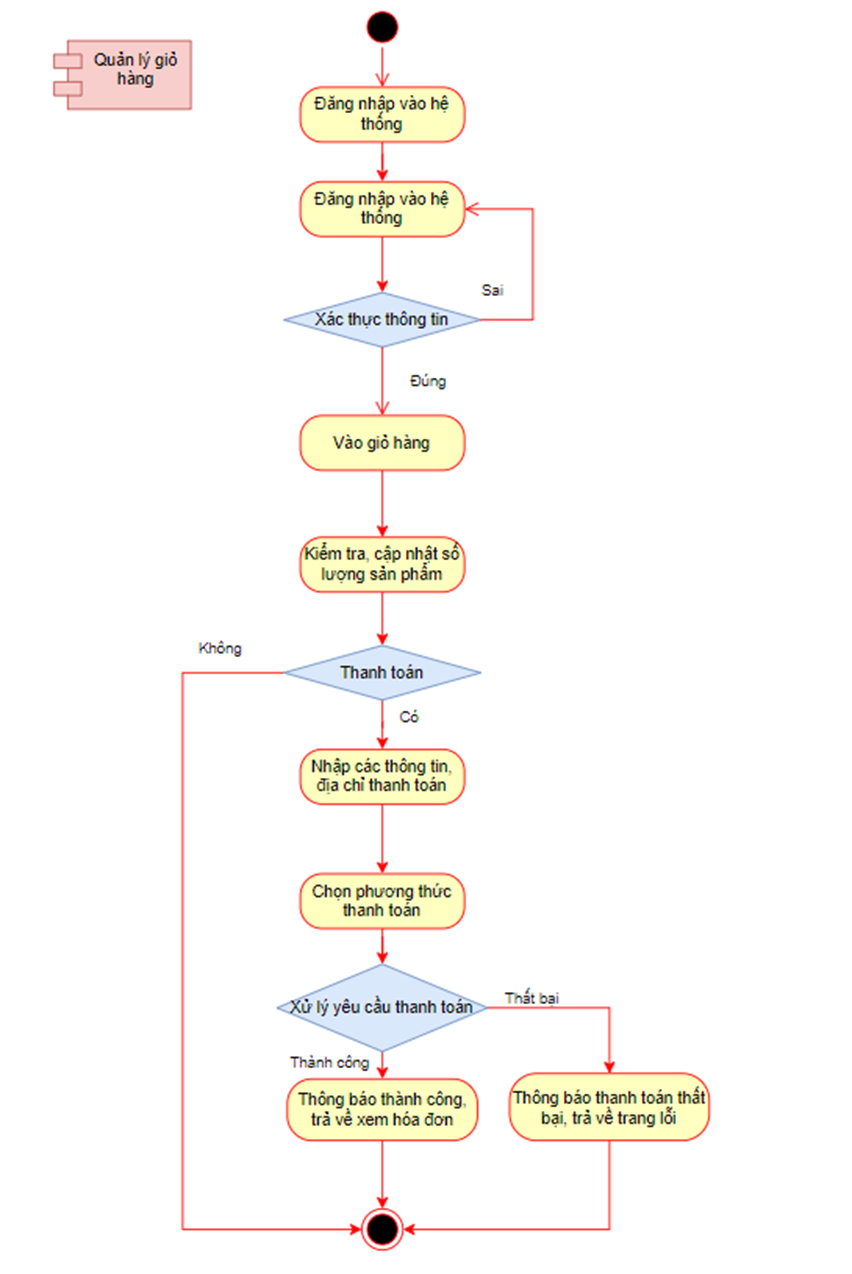 Quản lý giỏ
hàng
Đăng nhập vào hệ
thống
Đăng nhập vào hệ
thống
Sai
Xác thực thông tin
Đúng
Vào giỏ hàng
Kiểm tra, cập nhật số
lượng sản phẩm
Không
Thanh toán
Có
Nhập các thông tin,
địa chỉ thanh toán
Chọn phương thức
thanh toán
Xử lý yêu cầu thanh toán
Thất bại
Thành công
Thông báo thành công,
trả về xem hóa đơn
Thông báo thanh toán thất
bại, trả về trang lỗi